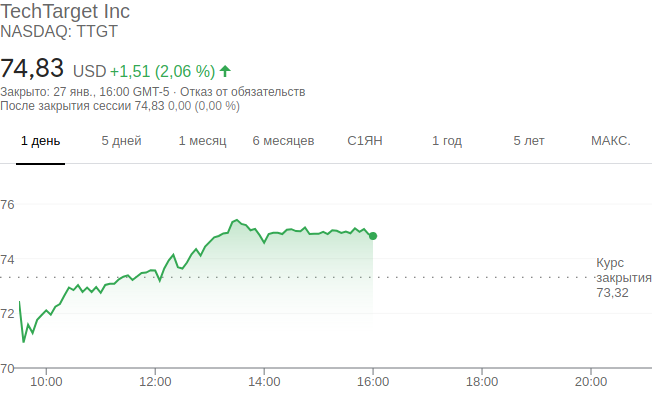 TechTarget Inc
NASDAQ: TTGT
74,83 USD +1,51 (2,06 %)
Закрыто: 27 янв., 16:00 GMT-5 · Отказ от обязательств
После закрытия сессии 74,83 0,00 (0,00 %)
1 день 5 дней 1 месяц 6 месяцев С1ЯН 1 год 5 лет МАКС.
76
74
Курс
закрытия
73,32
72
70
10:00 12:00 14:00 16:00 18:00 20:00